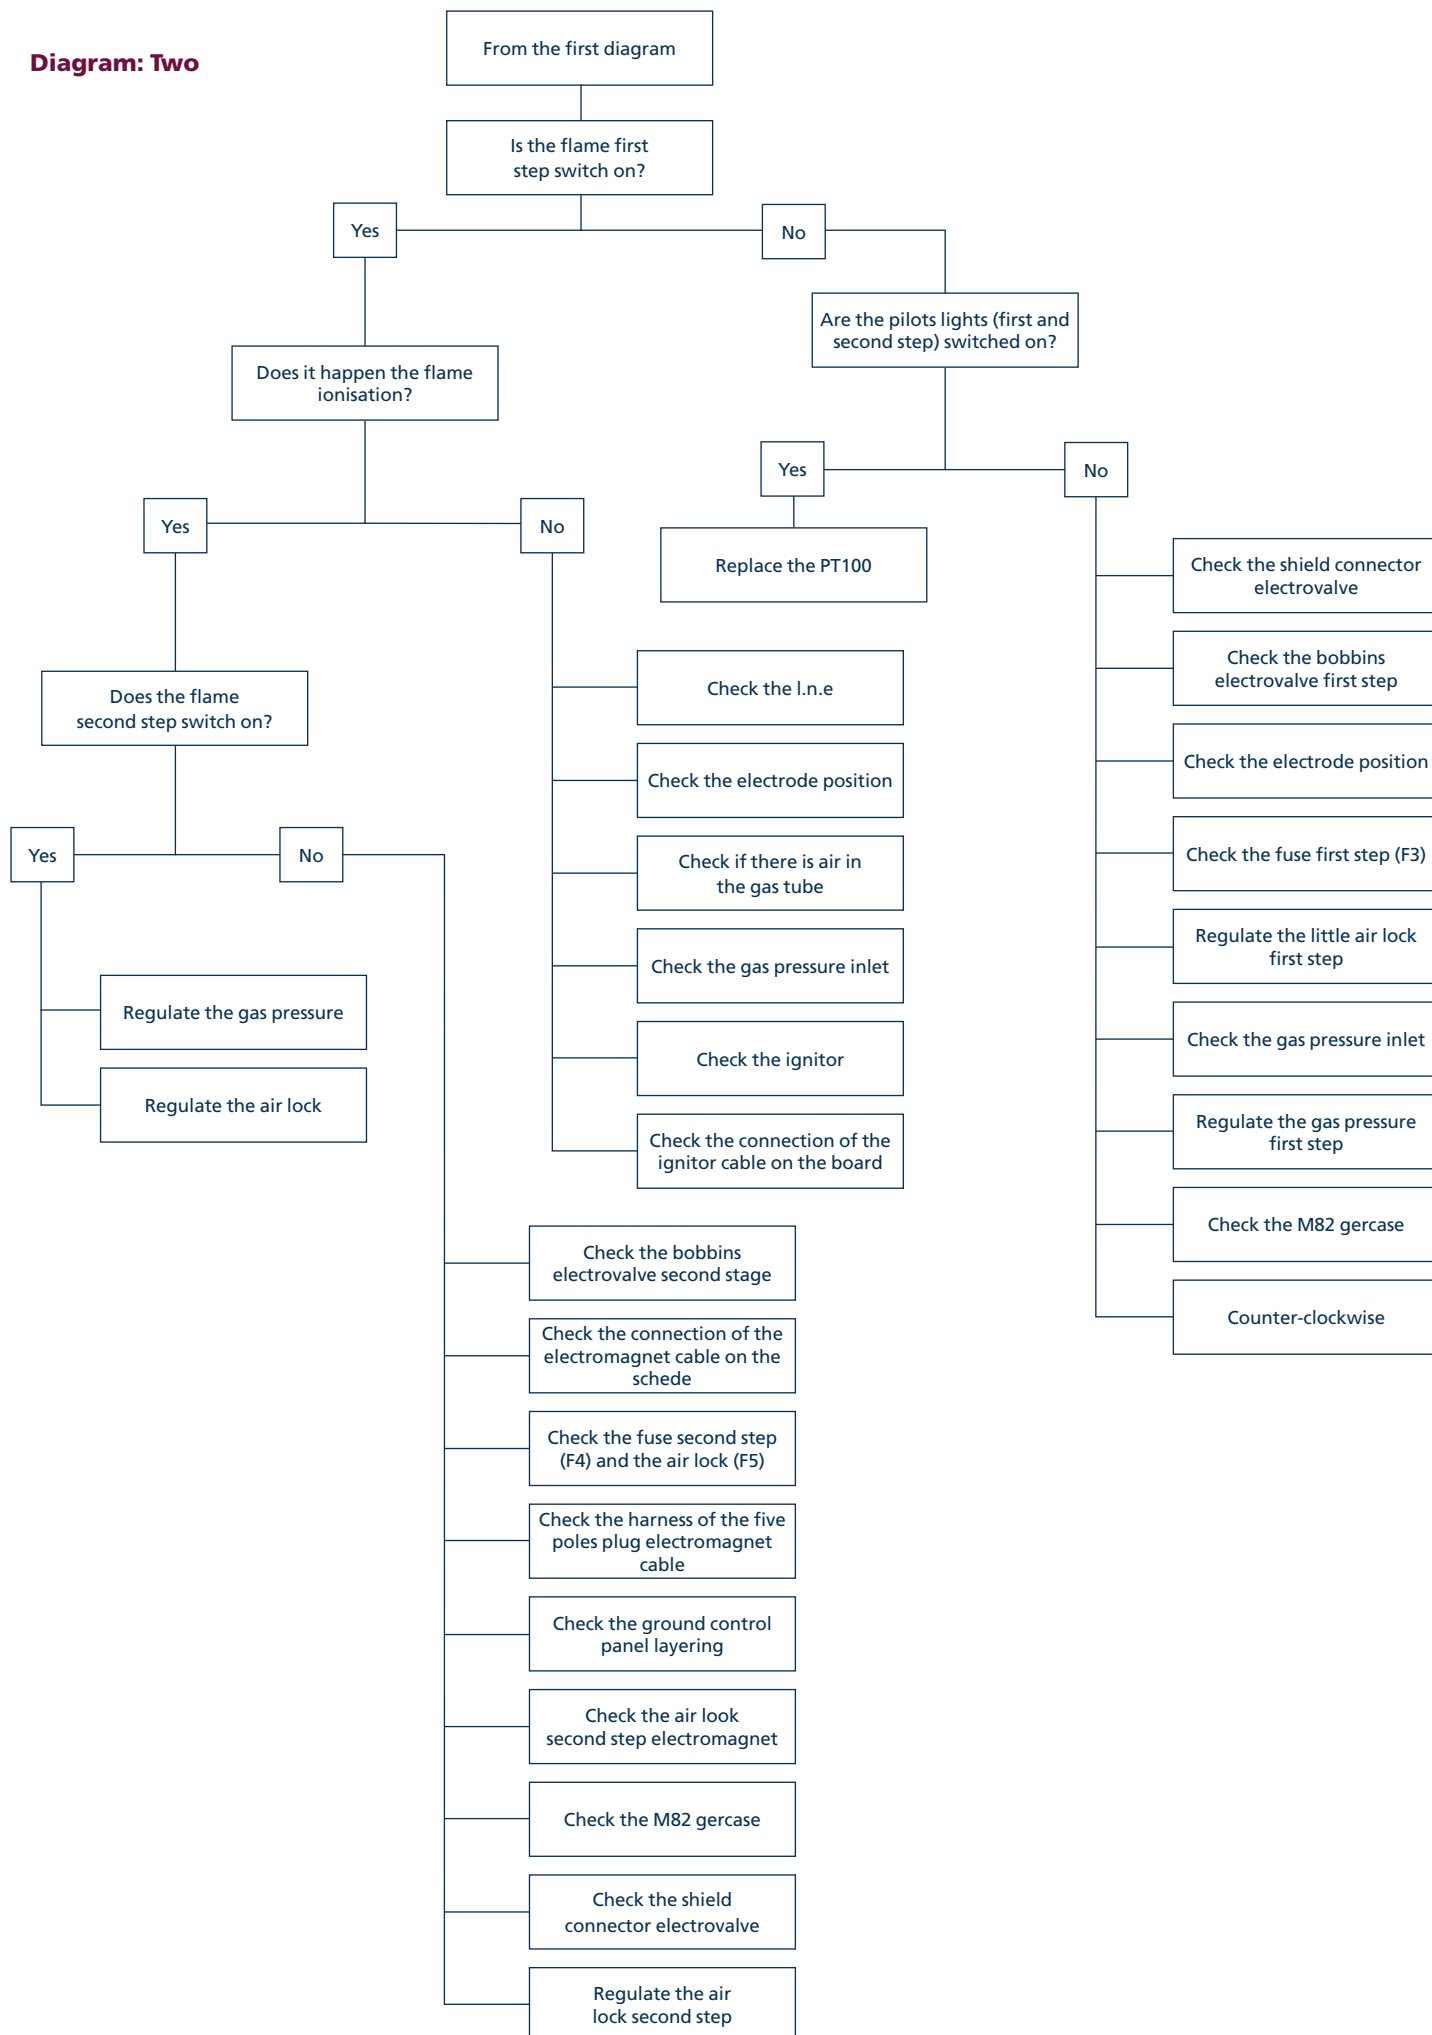 Diagram: Two
From the first diagram
Is the flame first
step switch on?
Yes
No
Are the pilots lights (first and
second step) switched on?
Does it happen the flame
ionisation?
Yes
No
Yes
No
Replace the PT100
Check the shield connector
electrovalve
Check the bobbins
electrovalve first step
Check the electrode position
Check the fuse first step (F3)
Regulate the little air lock
first step
Check the gas pressure inlet
Regulate the gas pressure
first step
Check the M82 gercase
Counter-clockwise
Check the l.n.e
Check the electrode position
Check if there is air in
the gas tube
Check the gas pressure inlet
Check the ignitor
Check the connection of the
ignitor cable on the board
Does the flame
second step switch on?
Yes
No
Regulate the gas pressure
Regulate the air lock
Check the bobbins
electrovalve second stage
Check the connection of the
electromagnet cable on the
schede
Check the fuse second step
(F4) and the air lock (F5)
Check the harness of the five
poles plug electromagnet
cable
Check the ground control
panel layering
Check the air look
second step electromagnet
Check the M82 gercase
Check the shield
connector electrovalve
Regulate the air
lock second step